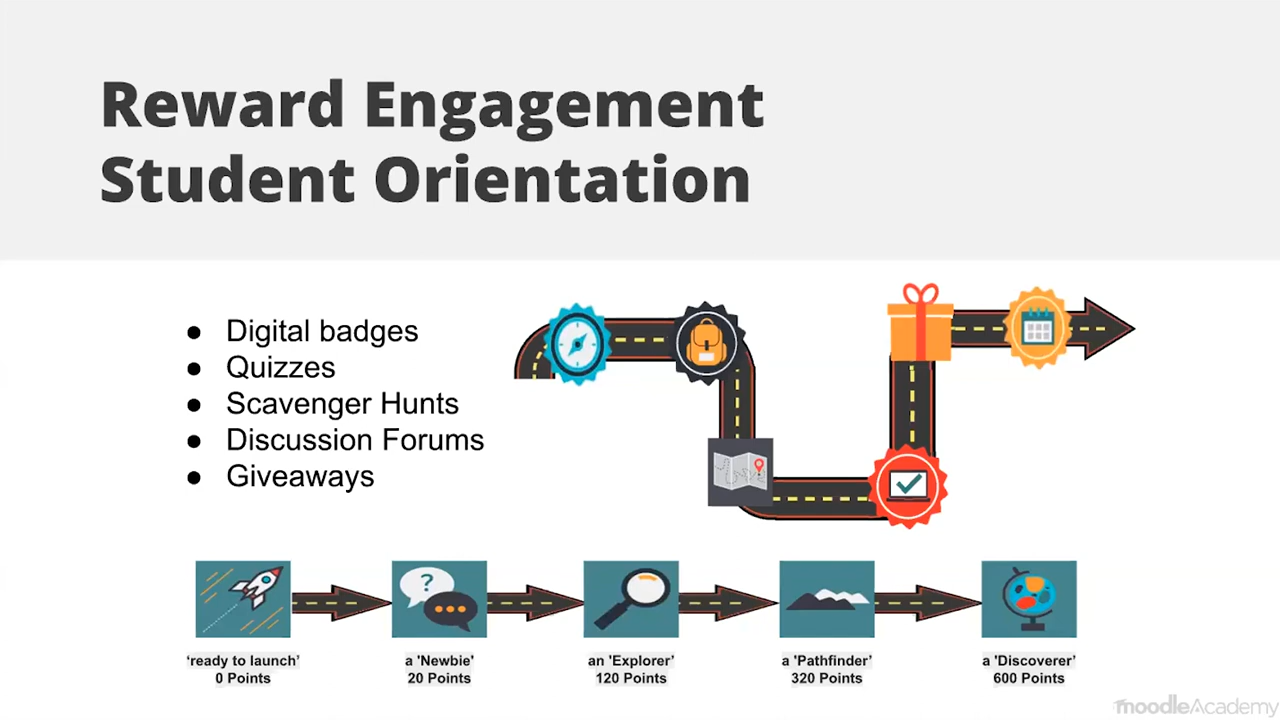 Reward Engagement
Student Orientation
● Digital badges
● Quizzes
● Scavenger Hunts
● Discussion Forums
● Giveaways
?
‘ready to launch’
0 Points
a 'Newbie'
20 Points
an 'Explorer'
120 Points
a 'Pathfinder’
320 Points
a 'Discoverer’
600 Points
moodleAcademy